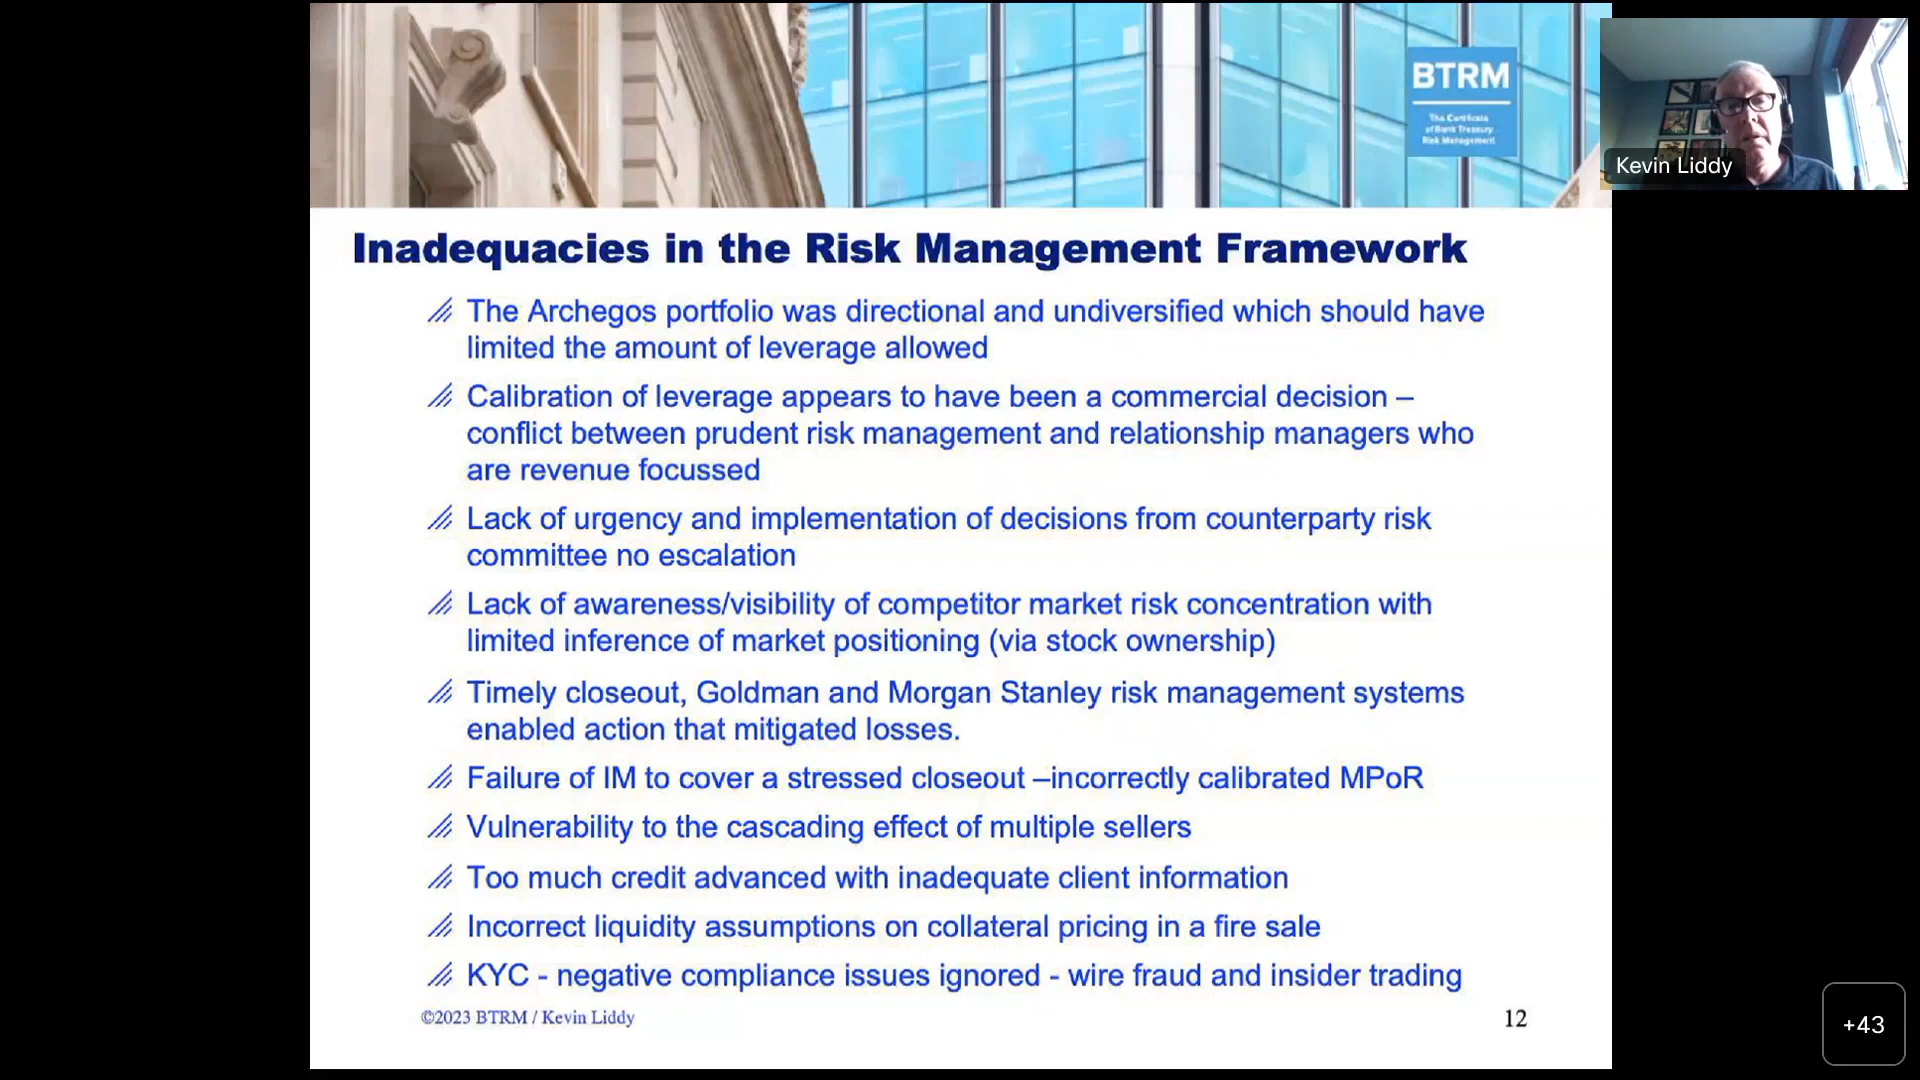 BTRM
The Certificate
of Bank Treasury
Risk Management
Kevin Liddy
Inadequacies in the Risk Management Framework
The Archegos portfolio was directional and undiversified which should have
limited the amount of leverage allowed
Calibration of leverage appears to have been a commercial decision –
conflict between prudent risk management and relationship managers who
are revenue focussed
Lack of urgency and implementation of decisions from counterparty risk
committee no escalation
Lack of awareness/visibility of competitor market risk concentration with
limited inference of market positioning (via stock ownership)
Timely closeout, Goldman and Morgan Stanley risk management systems
enabled action that mitigated losses.
Failure of IM to cover a stressed closeout –incorrectly calibrated MPoR
Vulnerability to the cascading effect of multiple sellers
Too much credit advanced with inadequate client information
Incorrect liquidity assumptions on collateral pricing in a fire sale
KYC - negative compliance issues ignored - wire fraud and insider trading
©2023 BTRM / Kevin Liddy
12
+43